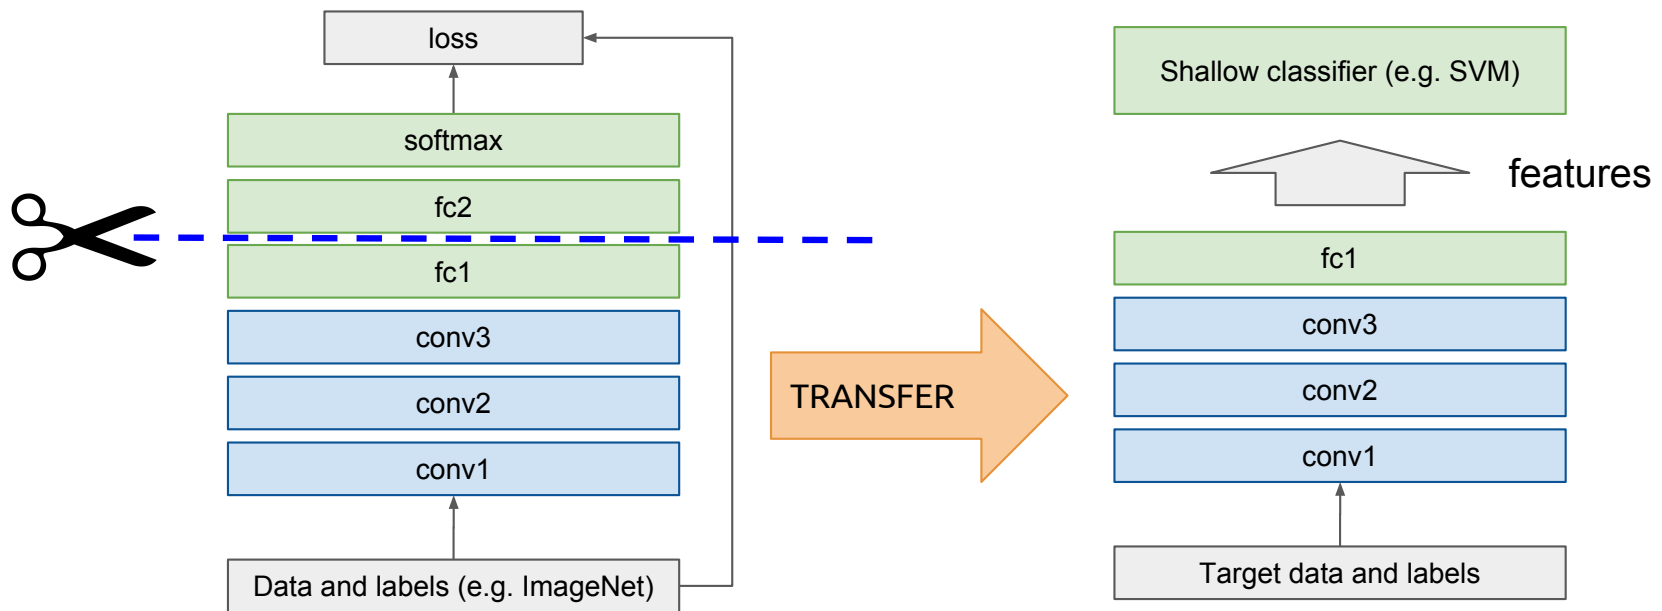 loss
softmax
fc2
fc1
conv3
conv2
conv1
Data and labels (e.g. ImageNet)
TRANSFER
Shallow classifier (e.g. SVM)
features
fc1
conv3
conv2
conv1
Target data and labels